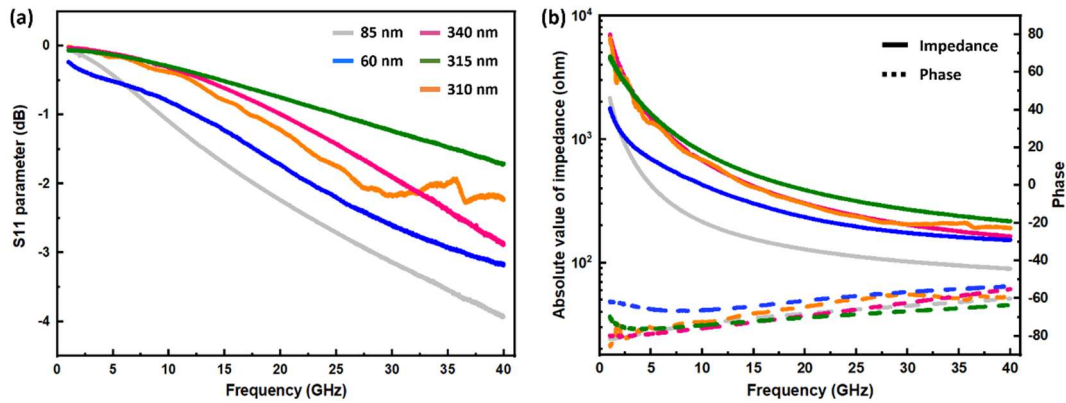 (a)
85 nm
340 nm
60 nm
315 nm
310 nm
0
-1
-2
-3
-4
S11 parameter (dB)
0 5 10 15 20 25 30 35 40
Frequency (GHz)
(b)
Impedance
Phase
10^4
10^3
10^2
Absolute value of impedance (ohm)
80
60
40
20
0
-20
-40
-60
-80
Phase
0 5 10 15 20 25 30 35 40
Frequency (GHz)